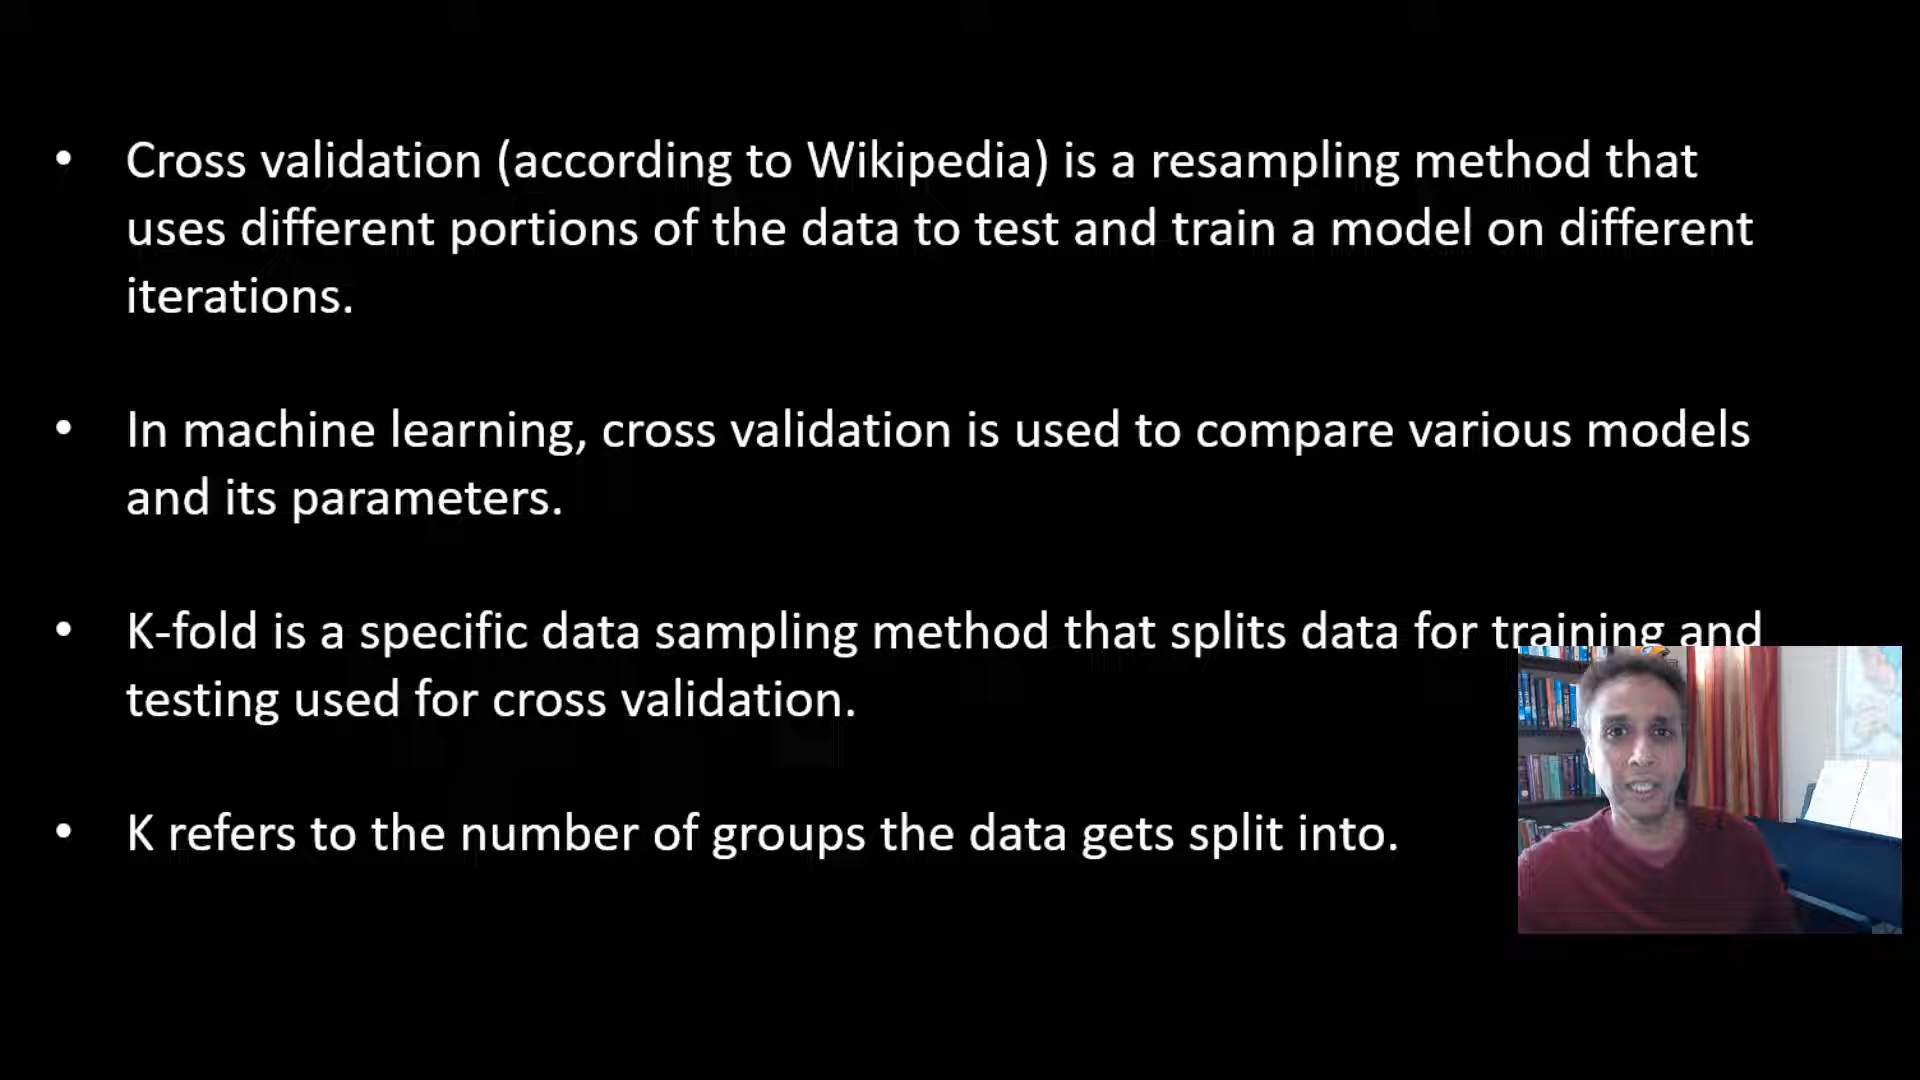 • Cross validation (according to Wikipedia) is a resampling method that
uses different portions of the data to test and train a model on different
iterations.
• In machine learning, cross validation is used to compare various models
and its parameters.
• K-fold is a specific data sampling method that splits data for training and
testing used for cross validation.
• K refers to the number of groups the data gets split into.